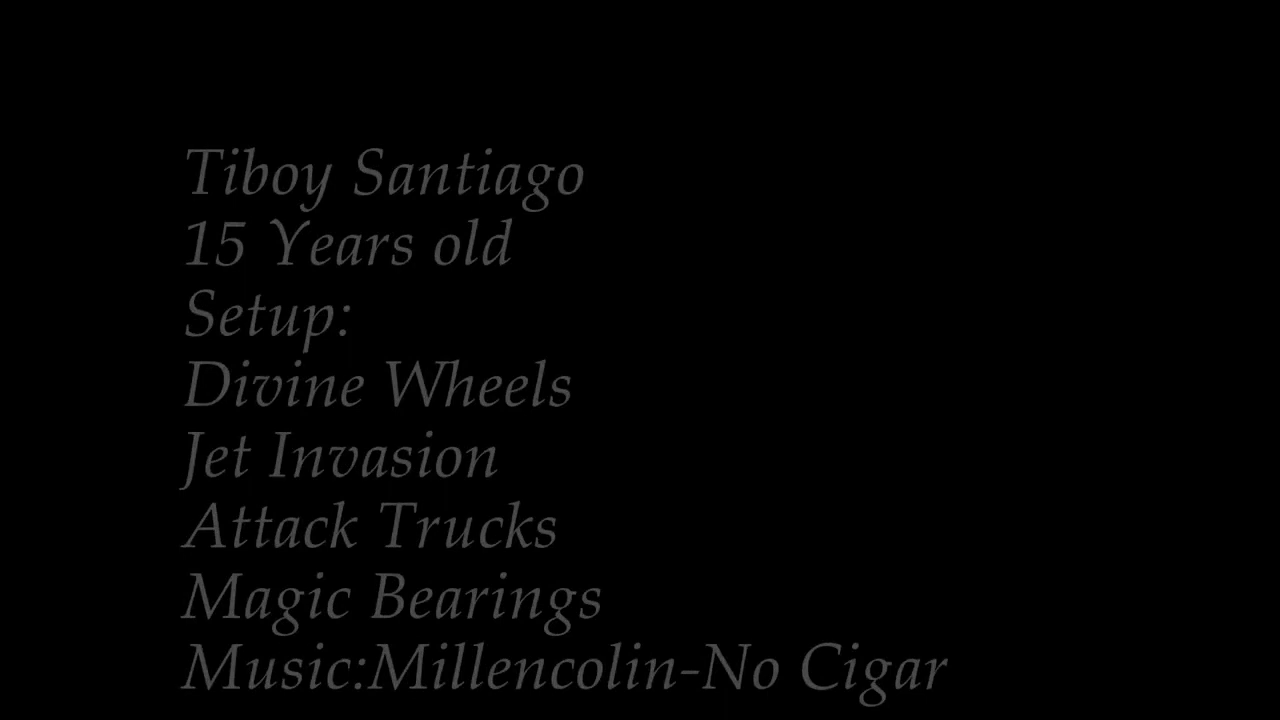 Tiboy Santiago
15 Years old
Setup:
Divine Wheels
Jet Invasion
Attack Trucks
Magic Bearings
Music:Millencolin-No Cigar